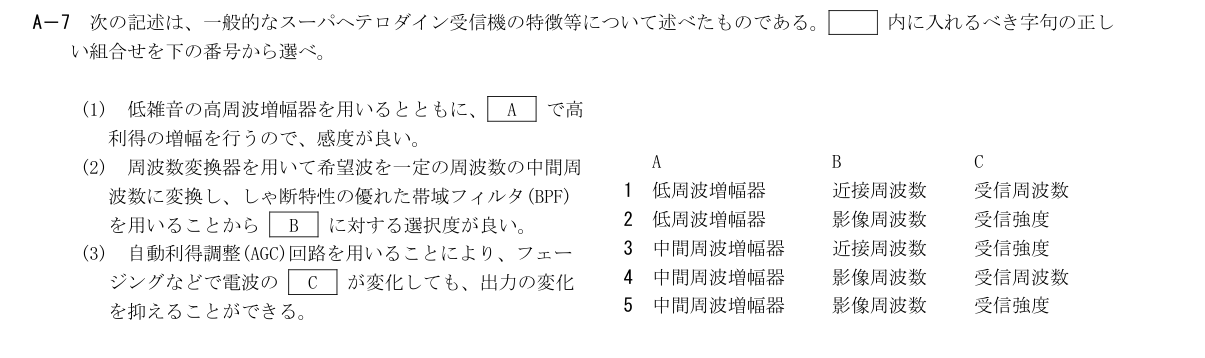 A－7　次の記述は、一般的なスーパヘテロダイン受信機の特徴等について述べたものである。　　内に入れるべき字句の正し
い組合せを下の番号から選べ。
(1)　低雑音の高周波増幅器を用いるとともに、 A で高
利得の増幅を行うので、感度が良い。
(2)　周波数変換器を用いて希望波を一定の周波数の中間周
波数に変換し、しゃ断特性の優れた帯域フィルタ(BPF)
を用いることから B に対する選択度が良い。
(3)　自動利得調整(AGC)回路を用いることにより、フェー
ジングなどで電波の C が変化しても、出力の変化
を抑えることができる。
A　B　C
1　低周波増幅器　近接周波数　受信周波数
2　低周波増幅器　影像周波数　受信強度
3　中間周波増幅器　近接周波数　受信強度
4　中間周波増幅器　影像周波数　受信周波数
5　中間周波増幅器　影像周波数　受信強度